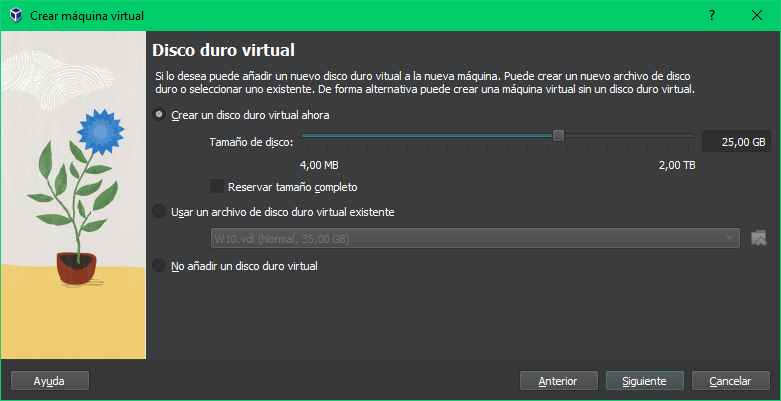 Crear máquina virtual
Disco duro virtual
Si lo desea puede añadir un nuevo disco duro vitual a la nueva máquina. Puede crear un nuevo archivo de disco
duro o seleccionar uno existente. De forma alternativa puede crear una máquina virtual sin un disco duro virtual.
Crear un disco duro virtual ahora
Tamaño de disco:
25,00 GB
4,00 MB
2,00 TB
Reservar tamaño completo
Usar un archivo de disco duro virtual existente
W10.vdi (Normal, 35,00 GB)
No añadir un disco duro virtual
Ayuda
Anterior
Siguiente
Cancelar